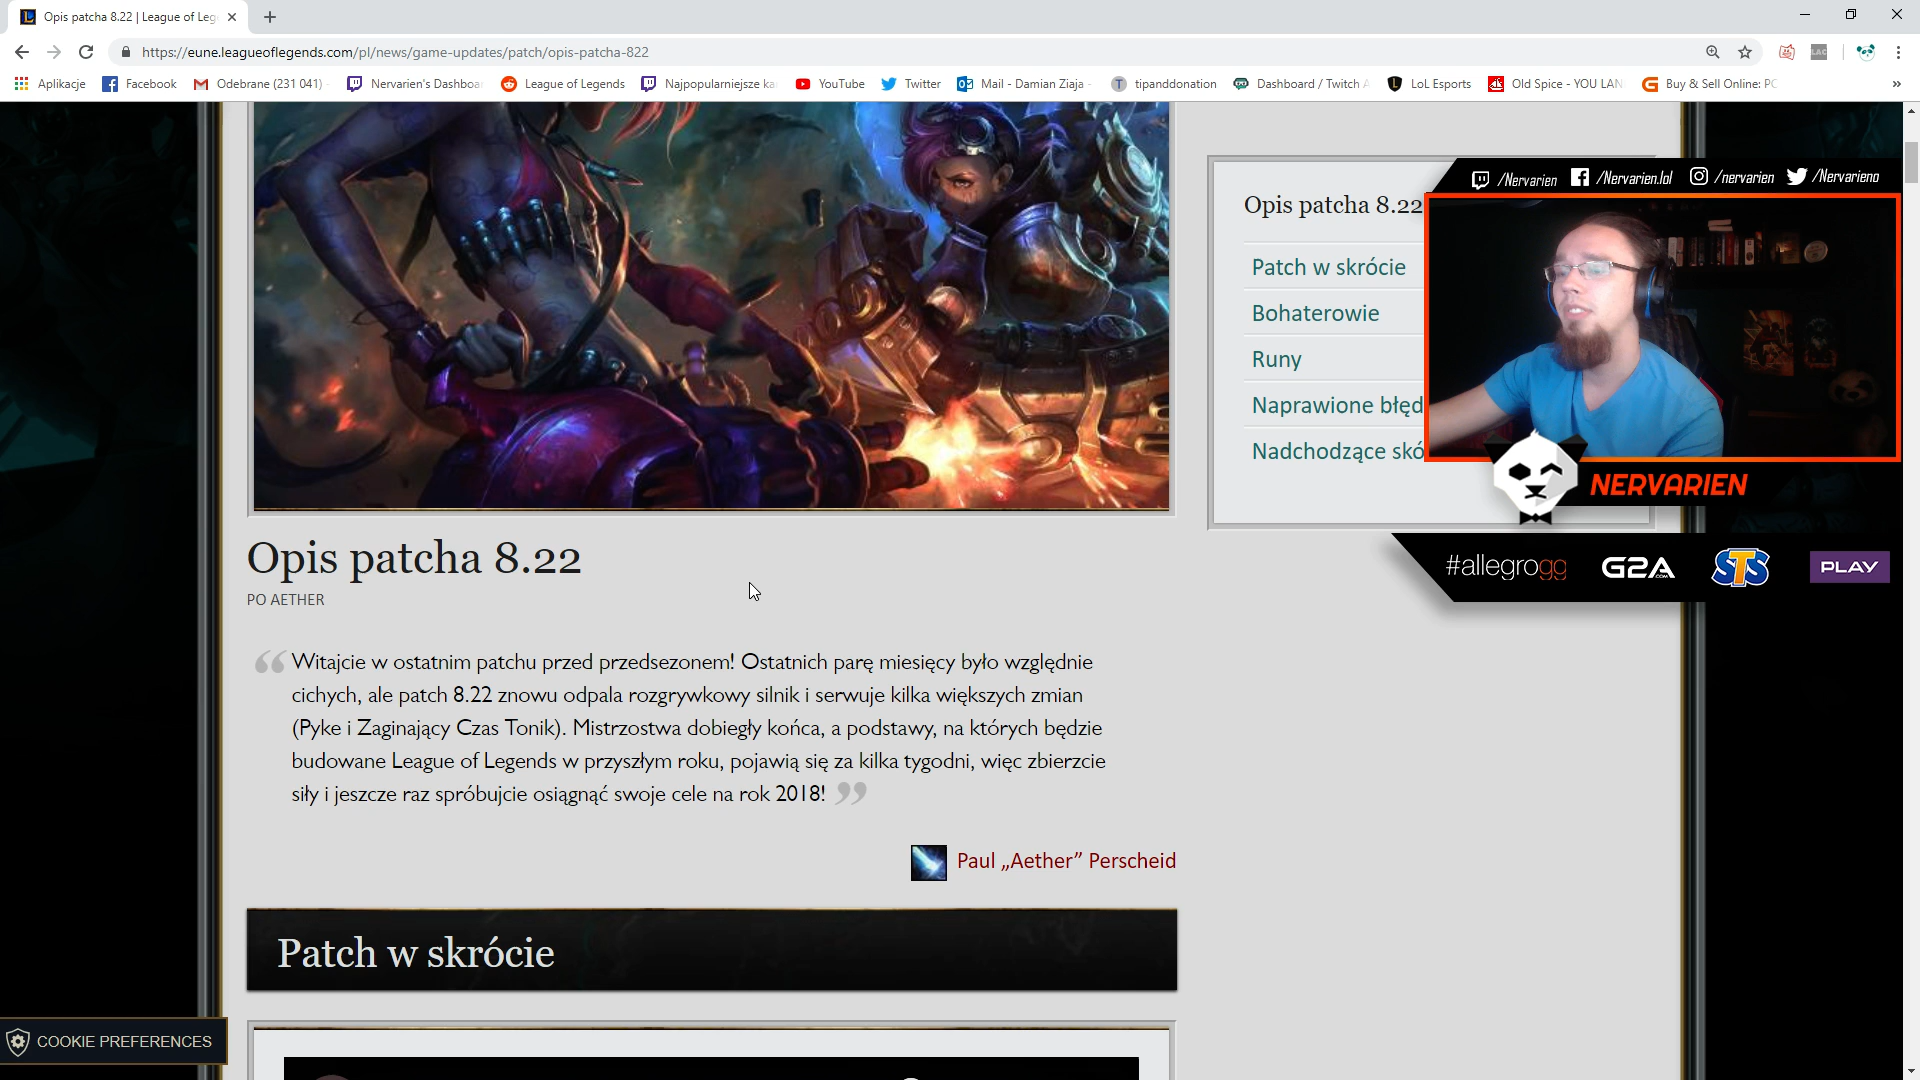 Opis patcha 8.22 | League of Leg
https://eune.leagueoflegends.com/pl/news/game-updates/patch/opis-patcha-822
Aplikacje
Facebook
Odebrane (231 041)
Nervarien's Dashboa
League of Legends
Najpopularniejsze ka
YouTube
Twitter
Mail - Damian Ziaja -
tipanddonation
Dashboard / Twitch A
LoL Esports
Old Spice - YOU LAN
Buy & Sell Online: PC
/Nervarien
/Nervarien.lol
/nervarien
/Nervarieno
Opis patcha 8.22
Patch w skrócie
Bohaterowie
Runy
Naprawione błęd
Nadchodzące skó
NERVARIEN
#allegrogg
G2A.COM
STS
PLAY
Opis patcha 8.22
PO AETHER
“ Witajcie w ostatnim patchu przed przedsezonem! Ostatnich parę miesięcy było względnie
cichych, ale patch 8.22 znowu odpala rozgrywkowy silnik i serwuje kilka większych zmian
(Pyke i Zaginający Czas Tonik). Mistrzostwa dobiegły końca, a podstawy, na których będzie
budowane League of Legends w przyszłym roku, pojawią się za kilka tygodni, więc zbierzcie
siły i jeszcze raz spróbujcie osiągnąć swoje cele na rok 2018! ”
Paul „Aether” Perscheid
Patch w skrócie
COOKIE PREFERENCES